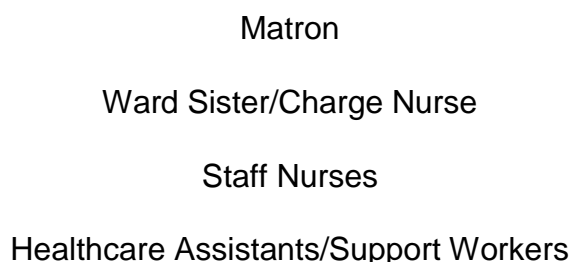 Matron
Ward Sister/Charge Nurse
Staff Nurses
Healthcare Assistants/Support Workers